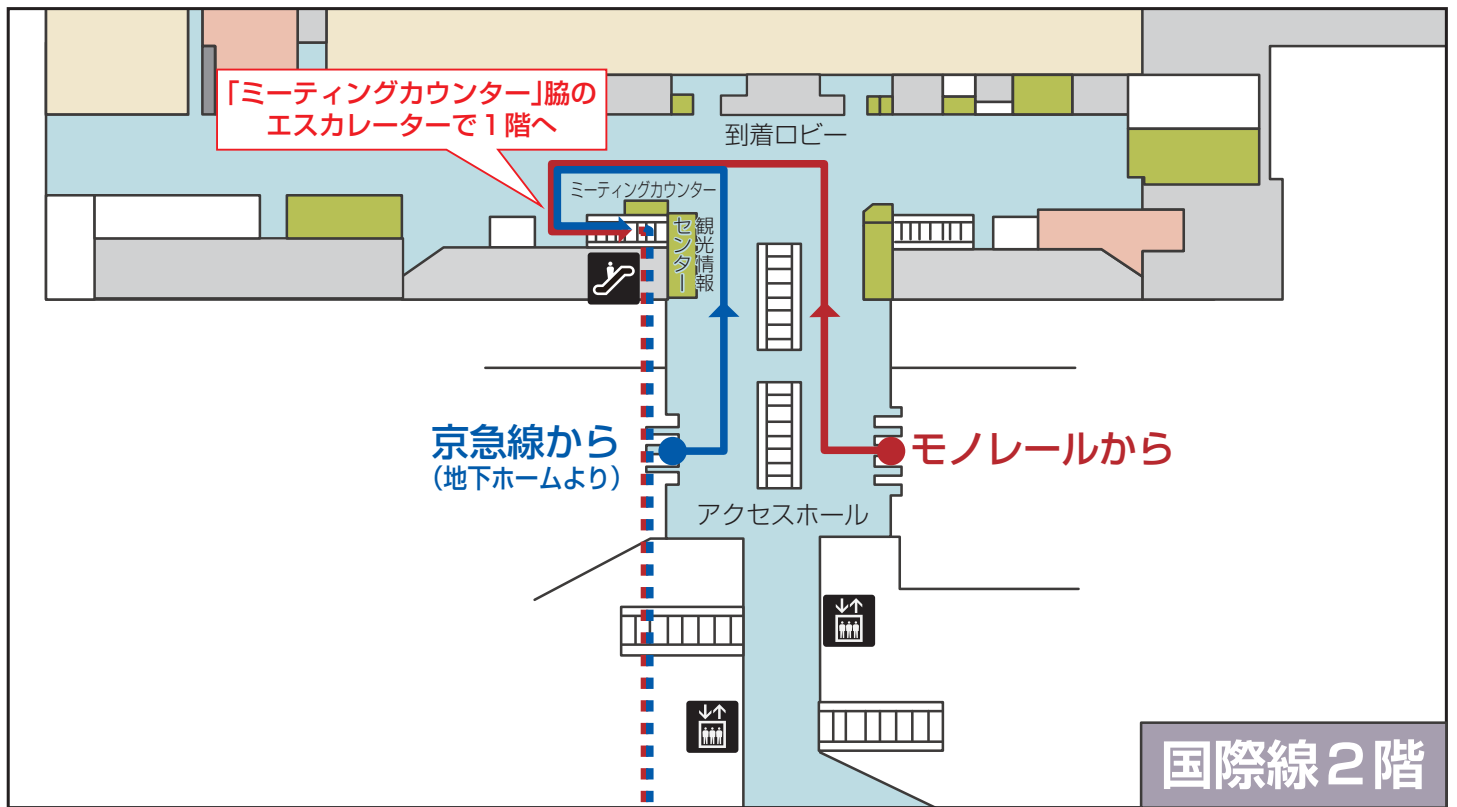 「ミーティングカウンター」脇の
エスカレーターで１階へ
到着ロビー
ミーティングカウンター
観光情報
センター
京急線から
（地下ホームより）
モノレールから
アクセスホール
国際線２階